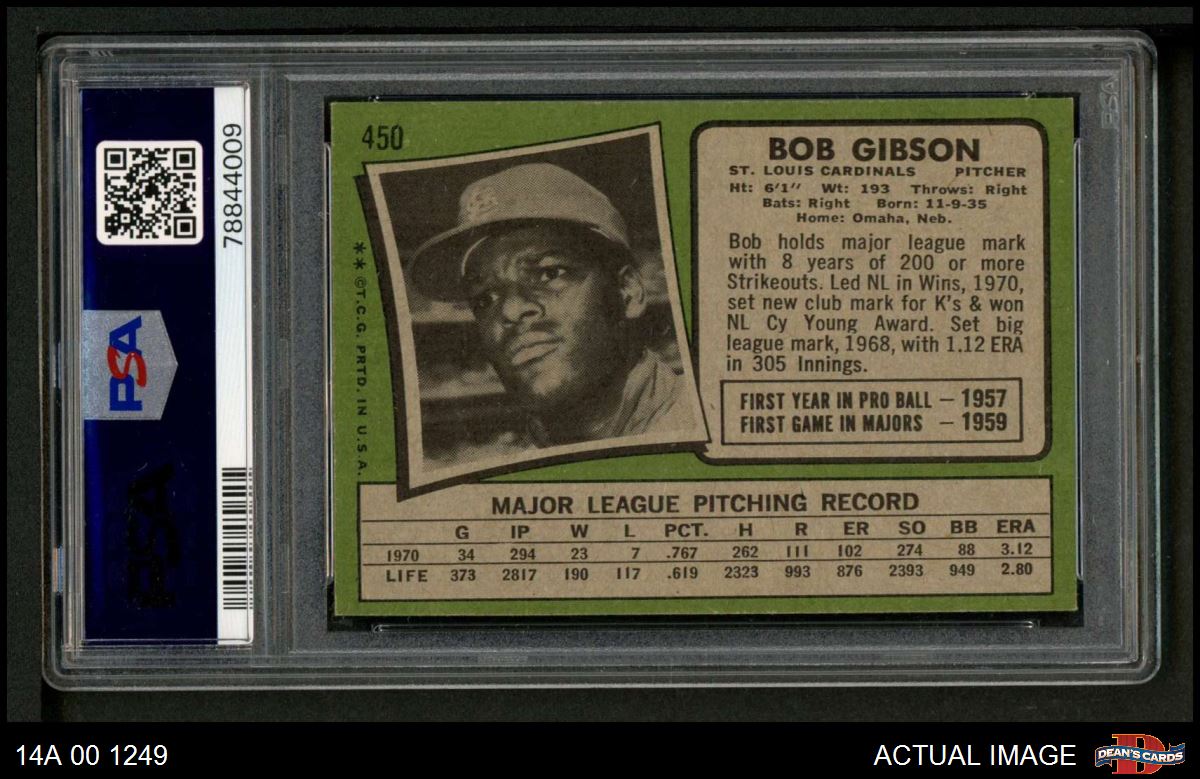 78844009
PSA
PSA
PSA
450
** ©T.C.G. PRTD. IN U.S.A.
BOB GIBSON
ST. LOUIS CARDINALS PITCHER
Ht: 6'1" Wt: 193 Throws: Right
Bats: Right Born: 11-9-35
Home: Omaha, Neb.
Bob holds major league mark
with 8 years of 200 or more
Strikeouts. Led NL in Wins, 1970,
set new club mark for K's & won
NL Cy Young Award. Set big
league mark, 1968, with 1.12 ERA
in 305 Innings.
FIRST YEAR IN PRO BALL — 1957
FIRST GAME IN MAJORS — 1959
MAJOR LEAGUE PITCHING RECORD
G IP W L PCT. H R ER SO BB ERA
1970 34 294 23 7 .767 262 111 102 274 88 3.12
LIFE 373 2817 190 117 .619 2323 993 876 2393 949 2.80
14A 00 1249
ACTUAL IMAGE
D
DEAN'S CARDS